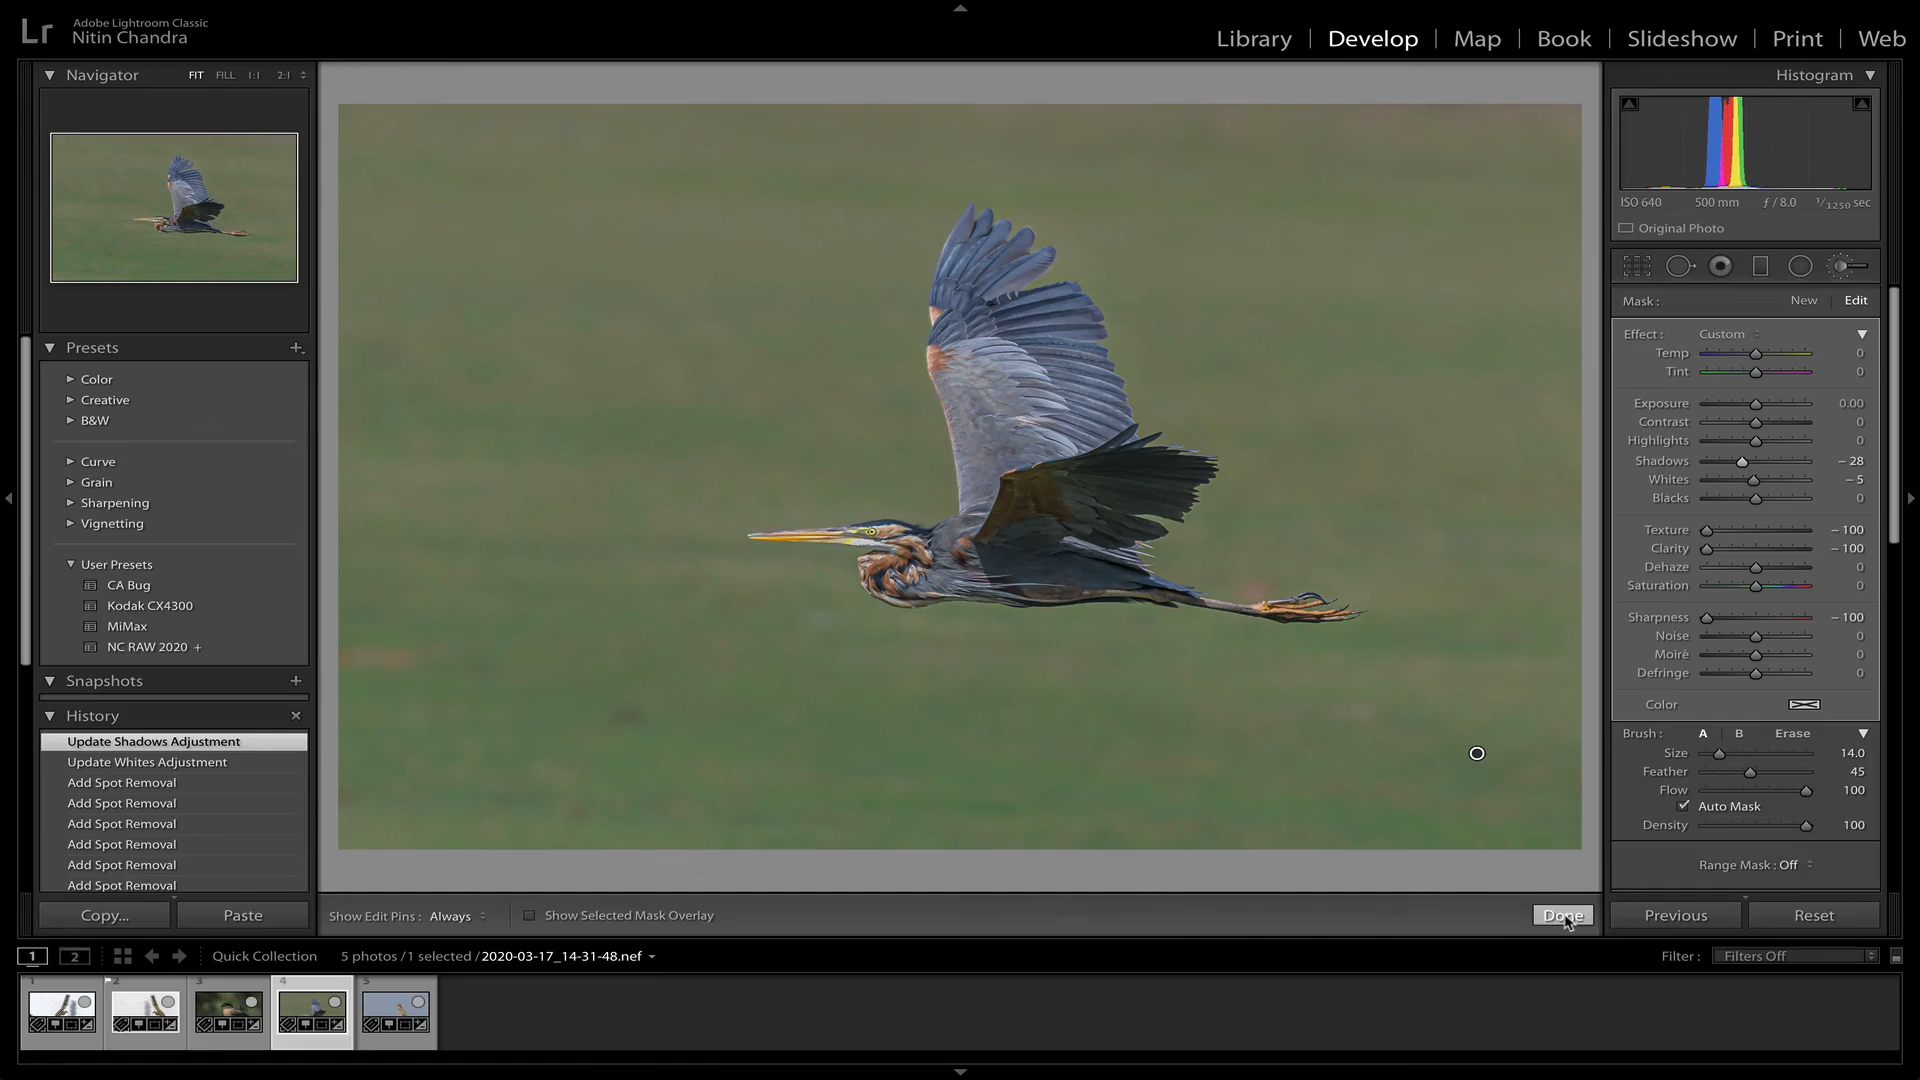 Lr
Adobe Lightroom Classic
Nitin Chandra
Library | Develop | Map | Book | Slideshow | Print | Web
Navigator FIT FILL 1:1 2:1
Presets
Color
Creative
B&W
Curve
Grain
Sharpening
Vignetting
User Presets
CA Bug
Kodak CX4300
MiMax
NC RAW 2020 +
Snapshots
History
Update Shadows Adjustment
Update Whites Adjustment
Add Spot Removal
Add Spot Removal
Add Spot Removal
Add Spot Removal
Add Spot Removal
Add Spot Removal
Copy... Paste
Show Edit Pins : Always Show Selected Mask Overlay Done
Histogram
ISO 640 500 mm f / 8.0 1/1250 sec
Original Photo
Mask : New Edit
Effect : Custom
Temp 0
Tint 0
Exposure 0.00
Contrast 0
Highlights 0
Shadows – 28
Whites – 5
Blacks 0
Texture – 100
Clarity – 100
Dehaze 0
Saturation 0
Sharpness – 100
Noise 0
Moiré 0
Defringe 0
Color
Brush : A B Erase
Size 14.0
Feather 45
Flow 100
Auto Mask
Density 100
Range Mask : Off
Previous Reset
1 2 Quick Collection 5 photos / 1 selected / 2020-03-17_14-31-48.nef Filter : Filters Off
1 2 3 4 5